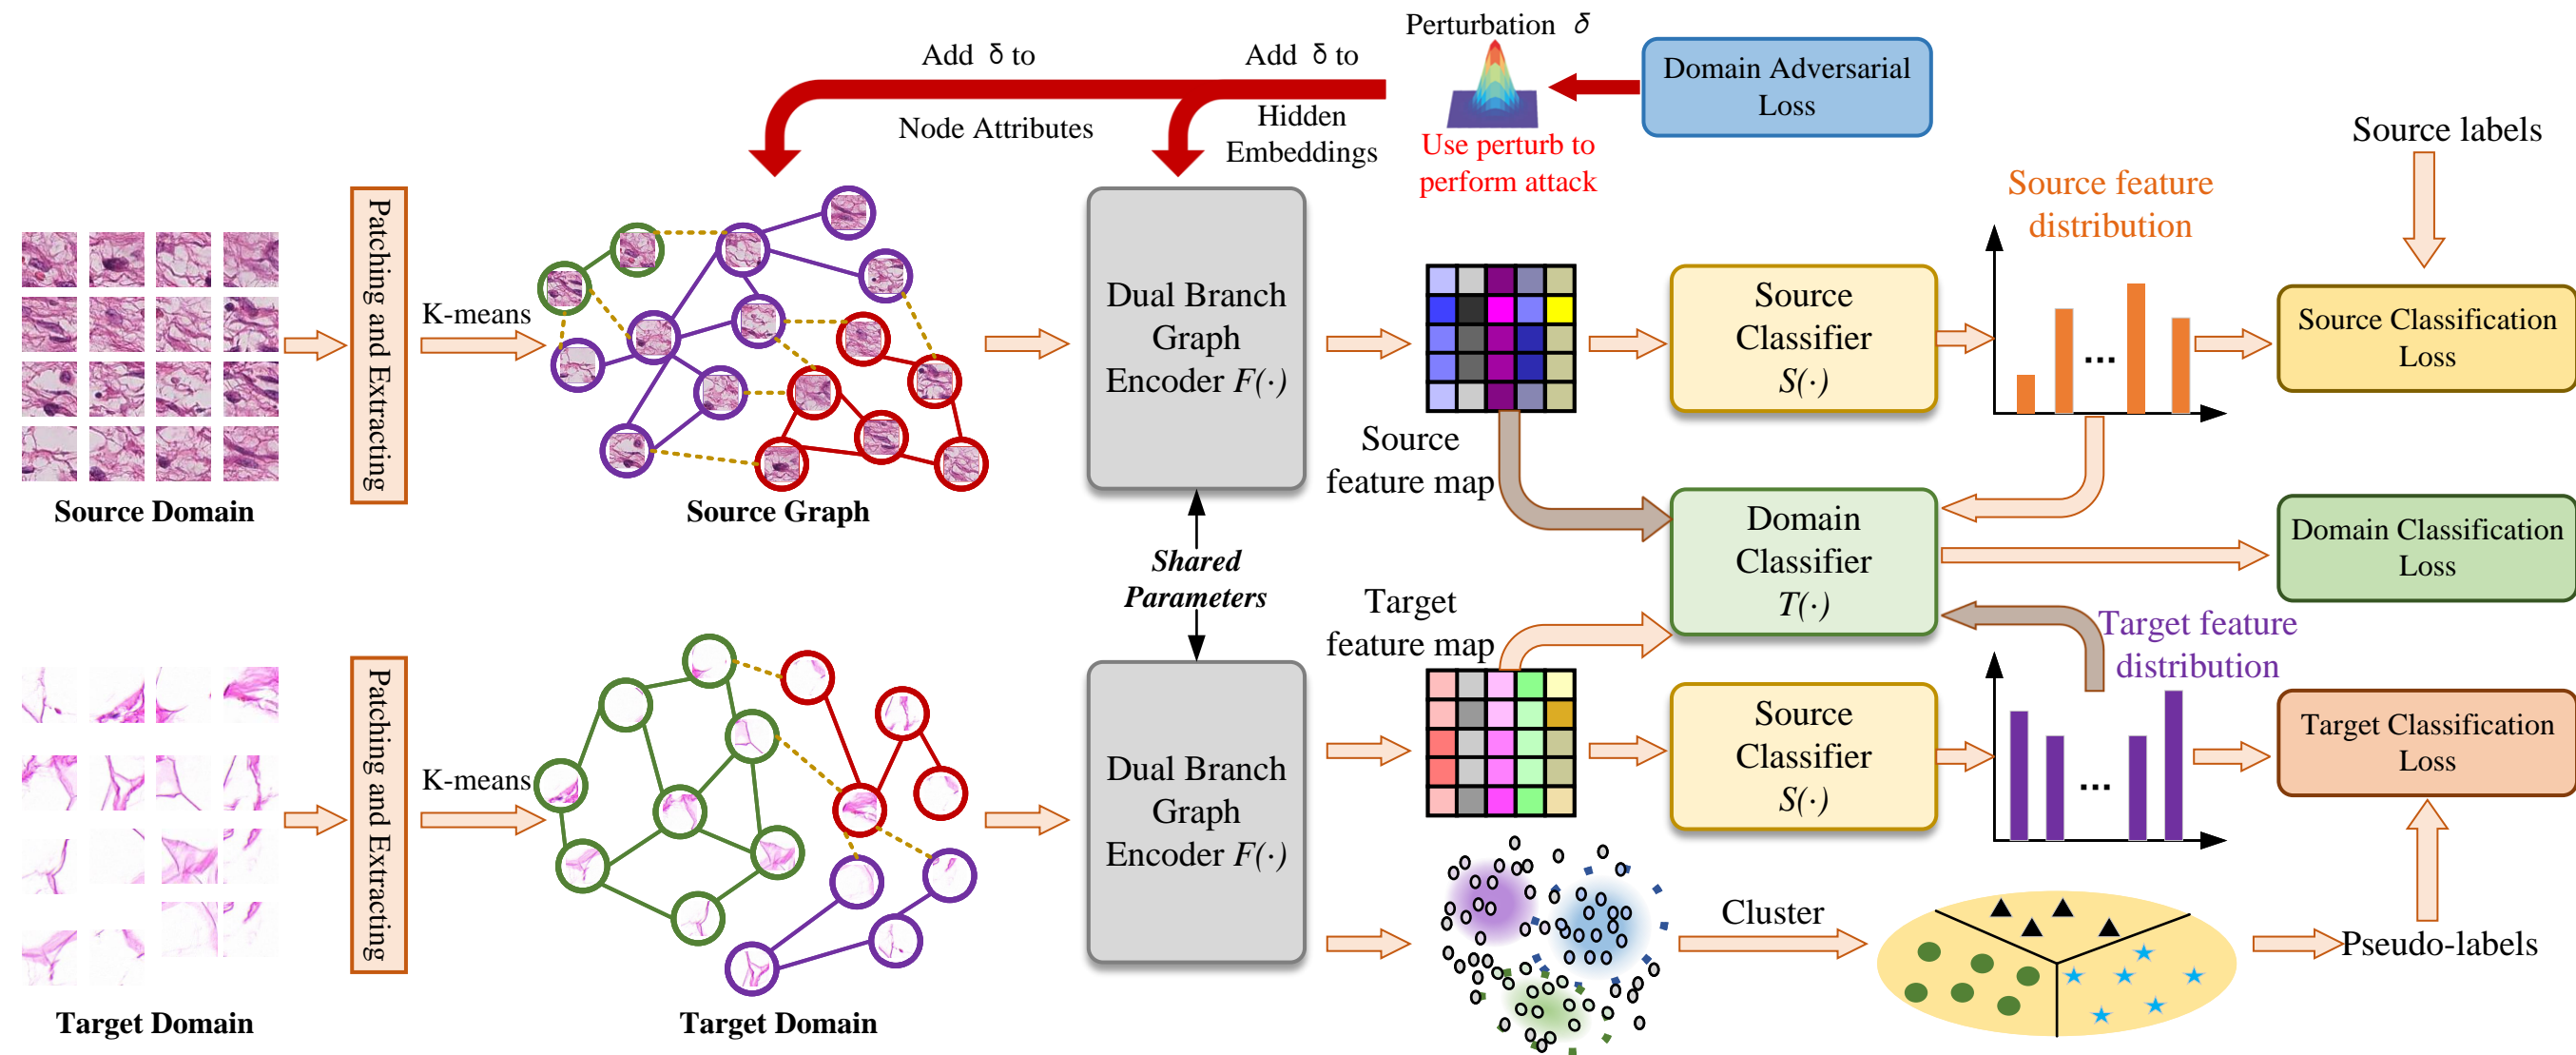 Perturbation δ
Add δ to
Add δ to
Node Attributes
Hidden
Embeddings
Use perturb to
perform attack
Domain Adversarial
Loss
Source labels
Source Domain
Patching and Extracting
K-means
Source Graph
Dual Branch
Graph
Encoder F(·)
Source
feature map
Source
Classifier
S(·)
Source feature
distribution
...
Source Classification
Loss
Shared
Parameters
Domain
Classifier
T(·)
Domain Classification
Loss
Target Domain
Patching and Extracting
K-means
Target Domain
Dual Branch
Graph
Encoder F(·)
Target
feature map
Source
Classifier
S(·)
Target feature
distribution
...
Target Classification
Loss
Cluster
Pseudo-labels